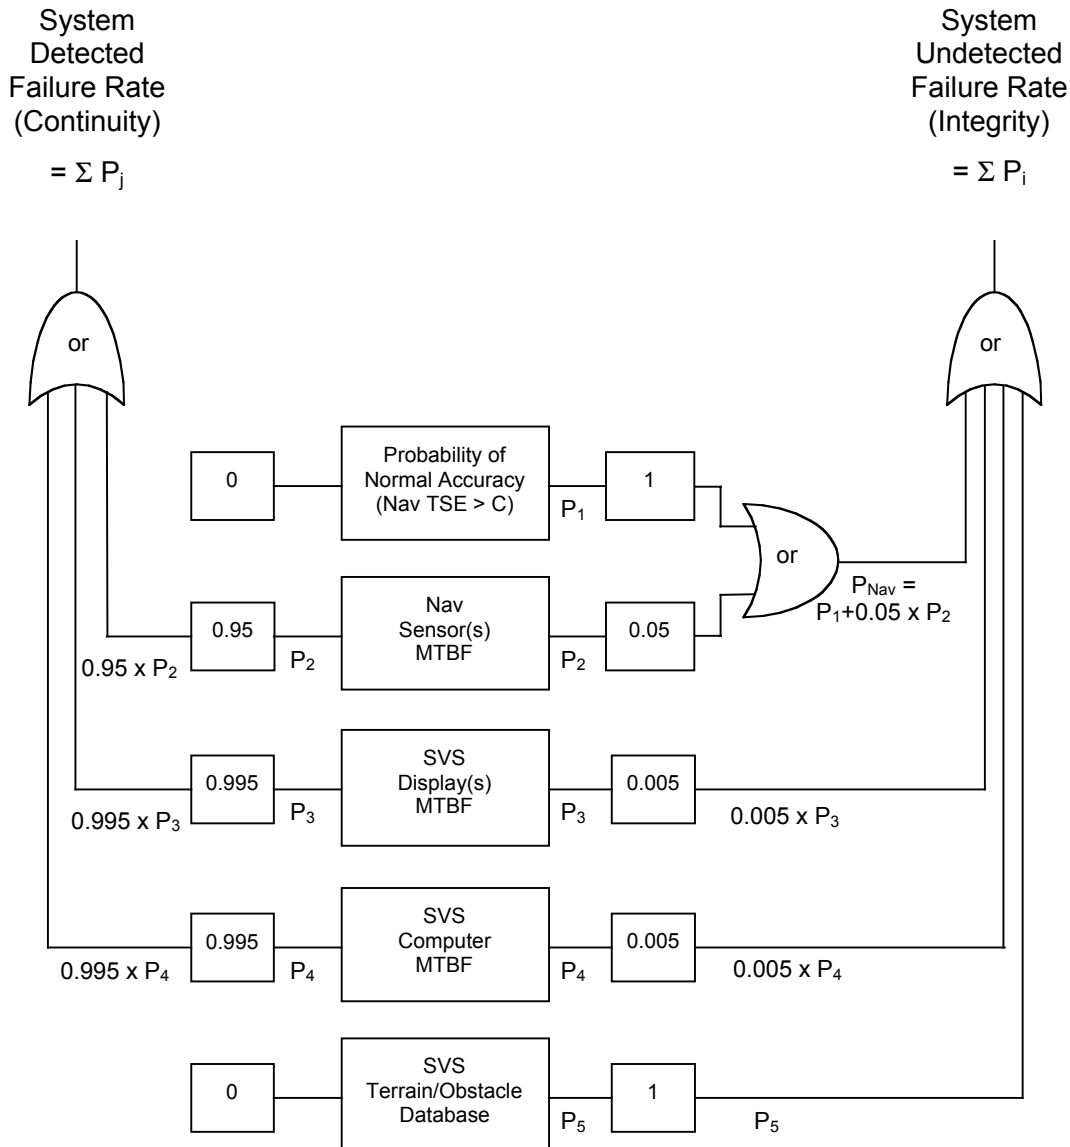 System
Detected
Failure Rate
(Continuity)
= Σ Pj
System
Undetected
Failure Rate
(Integrity)
= Σ Pi
or
or
0
Probability of
Normal Accuracy
(Nav TSE > C)
P1
1
or
PNav =
P1+0.05 x P2
0.95 x P2
0.95
P2
Nav
Sensor(s)
MTBF
P2
0.05
0.995 x P3
0.995
P3
SVS
Display(s)
MTBF
P3
0.005
0.005 x P3
0.995 x P4
0.995
P4
SVS
Computer
MTBF
P4
0.005
0.005 x P4
0
SVS
Terrain/Obstacle
Database
P5
1
P5